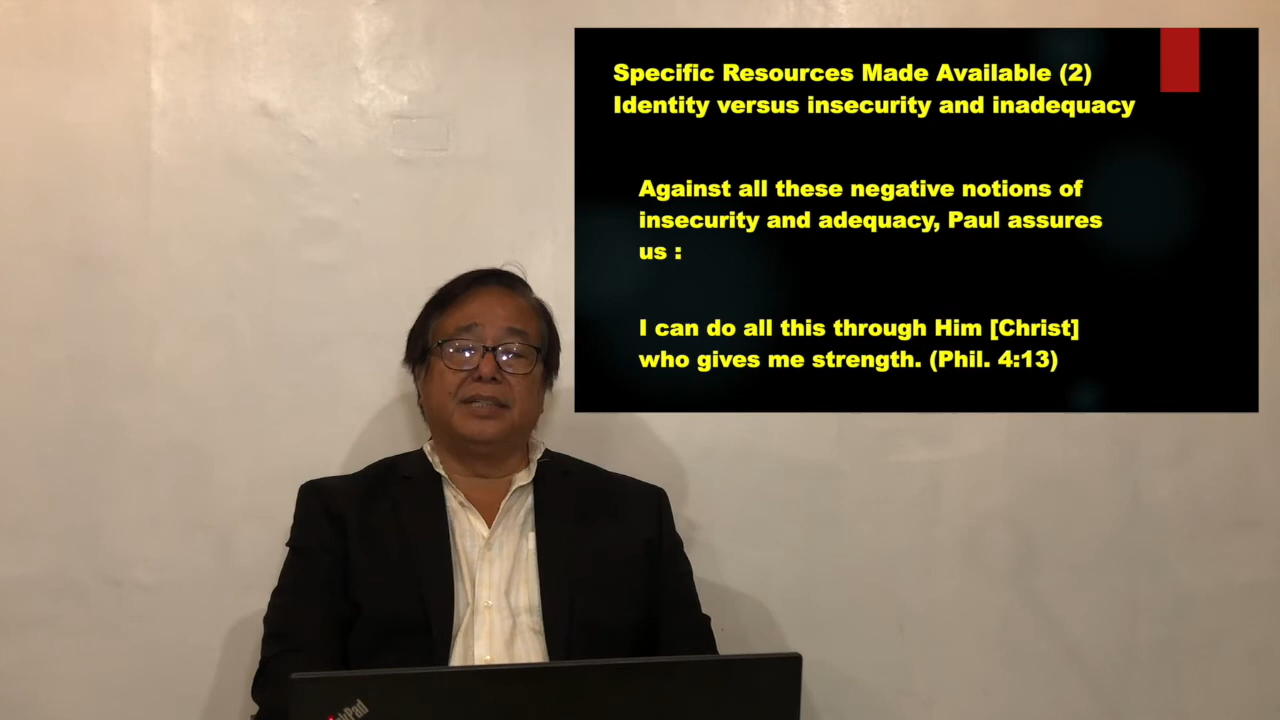 Specific Resources Made Available (2)
Identity versus insecurity and inadequacy
Against all these negative notions of
insecurity and adequacy, Paul assures
us :
I can do all this through Him [Christ]
who gives me strength. (Phil. 4:13)